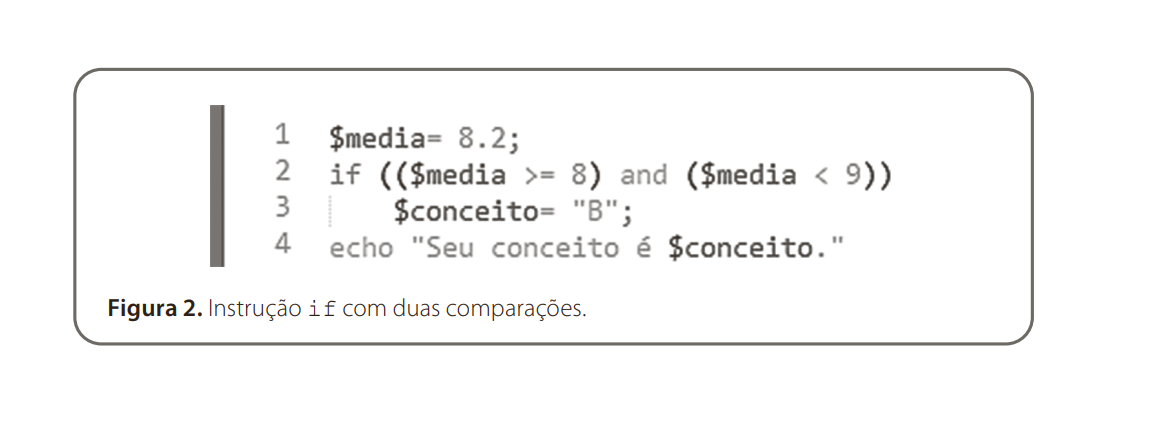 1 $media= 8.2;
2 if (($media >= 8) and ($media < 9))
3 $conceito= "B";
4 echo "Seu conceito é $conceito."
Figura 2. Instrução if com duas comparações.